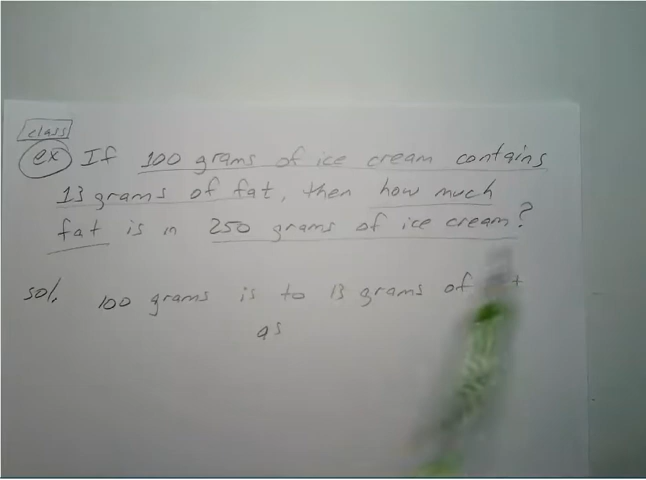 class
ex If 100 grams of ice cream contains
13 grams of fat, then how much
fat is in 250 grams of ice cream?
sol. 100 grams is to 13 grams of
as